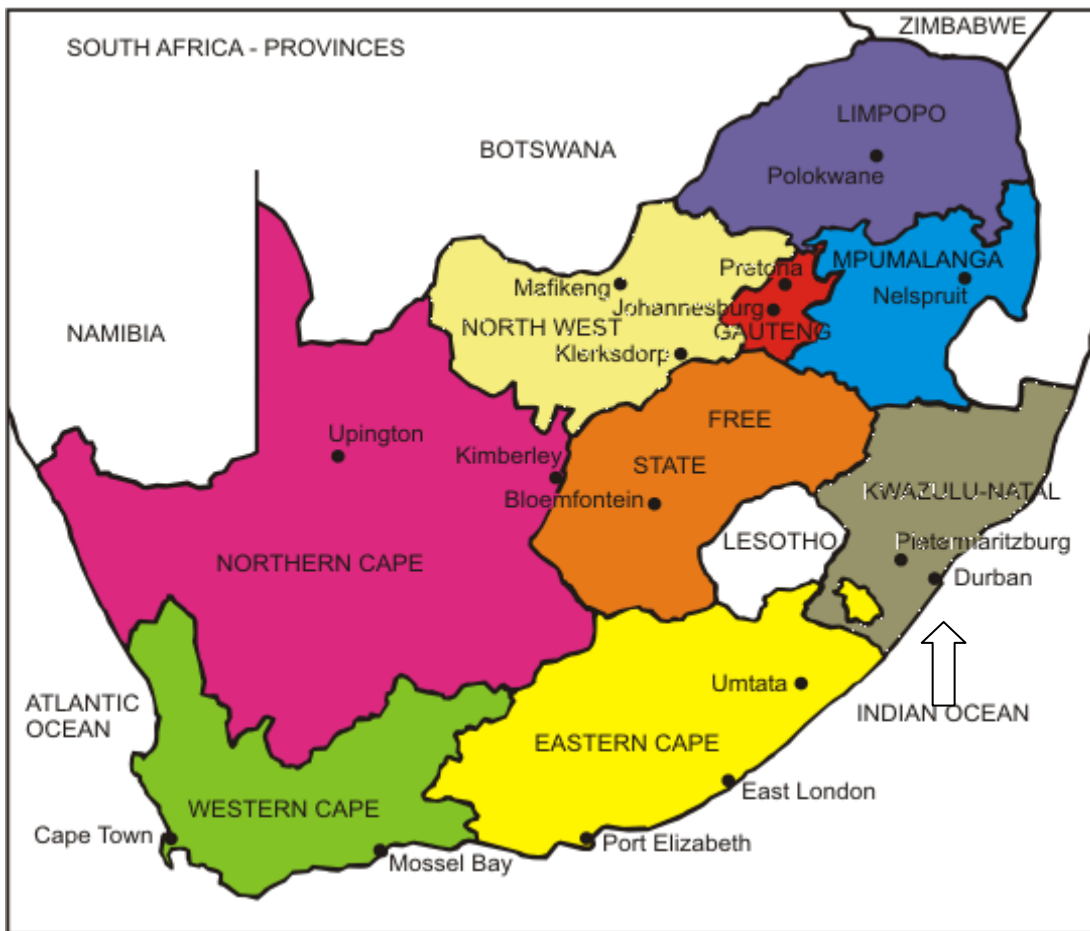 ZIMBABWE
SOUTH AFRICA - PROVINCES
LIMPOPO
BOTSWANA
Polokwane
MPUMALANGA
Pretoria
Mafikeng
Nelspruit
Johannesburg
NAMIBIA
NORTH WEST
GAUTENG
Klerksdorp
FREE
STATE
Upington
Kimberley
Bloemfontein
KWAZULU-NATAL
LESOTHO
Pietermaritzburg
NORTHERN CAPE
Durban
Umtata
ATLANTIC
OCEAN
INDIAN OCEAN
EASTERN CAPE
East London
WESTERN CAPE
Cape Town
Port Elizabeth
Mossel Bay